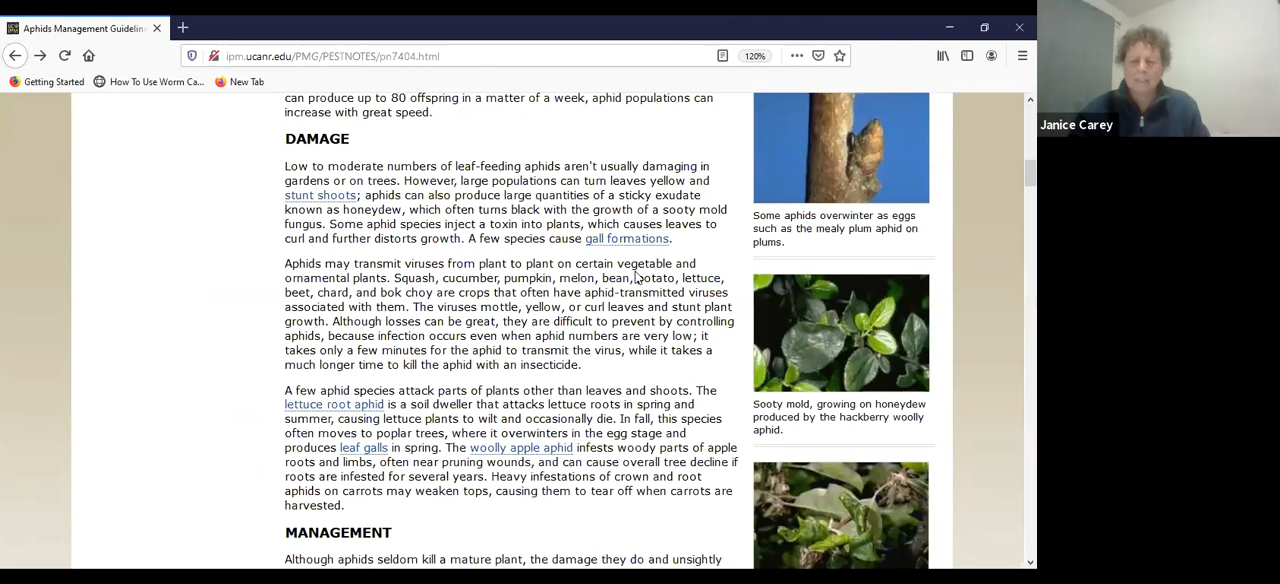 Aphids Management Guideline
ipm.ucanr.edu/PMG/PESTNOTES/pn7404.html
120%
Getting Started
How To Use Worm Ca...
New Tab
Janice Carey
can produce up to 80 offspring in a matter of a week, aphid populations can
increase with great speed.
DAMAGE
Low to moderate numbers of leaf-feeding aphids aren't usually damaging in
gardens or on trees. However, large populations can turn leaves yellow and
stunt shoots; aphids can also produce large quantities of a sticky exudate
known as honeydew, which often turns black with the growth of a sooty mold
fungus. Some aphid species inject a toxin into plants, which causes leaves to
curl and further distorts growth. A few species cause gall formations.
Aphids may transmit viruses from plant to plant on certain vegetable and
ornamental plants. Squash, cucumber, pumpkin, melon, bean, potato, lettuce,
beet, chard, and bok choy are crops that often have aphid-transmitted viruses
associated with them. The viruses mottle, yellow, or curl leaves and stunt plant
growth. Although losses can be great, they are difficult to prevent by controlling
aphids, because infection occurs even when aphid numbers are very low; it
takes only a few minutes for the aphid to transmit the virus, while it takes a
much longer time to kill the aphid with an insecticide.
A few aphid species attack parts of plants other than leaves and shoots. The
lettuce root aphid is a soil dweller that attacks lettuce roots in spring and
summer, causing lettuce plants to wilt and occasionally die. In fall, this species
often moves to poplar trees, where it overwinters in the egg stage and
produces leaf galls in spring. The woolly apple aphid infests woody parts of apple
roots and limbs, often near pruning wounds, and can cause overall tree decline if
roots are infested for several years. Heavy infestations of crown and root
aphids on carrots may weaken tops, causing them to tear off when carrots are
harvested.
MANAGEMENT
Although aphids seldom kill a mature plant, the damage they do and unsightly
Some aphids overwinter as eggs
such as the mealy plum aphid on
plums.
Sooty mold, growing on honeydew
produced by the hackberry woolly
aphid.